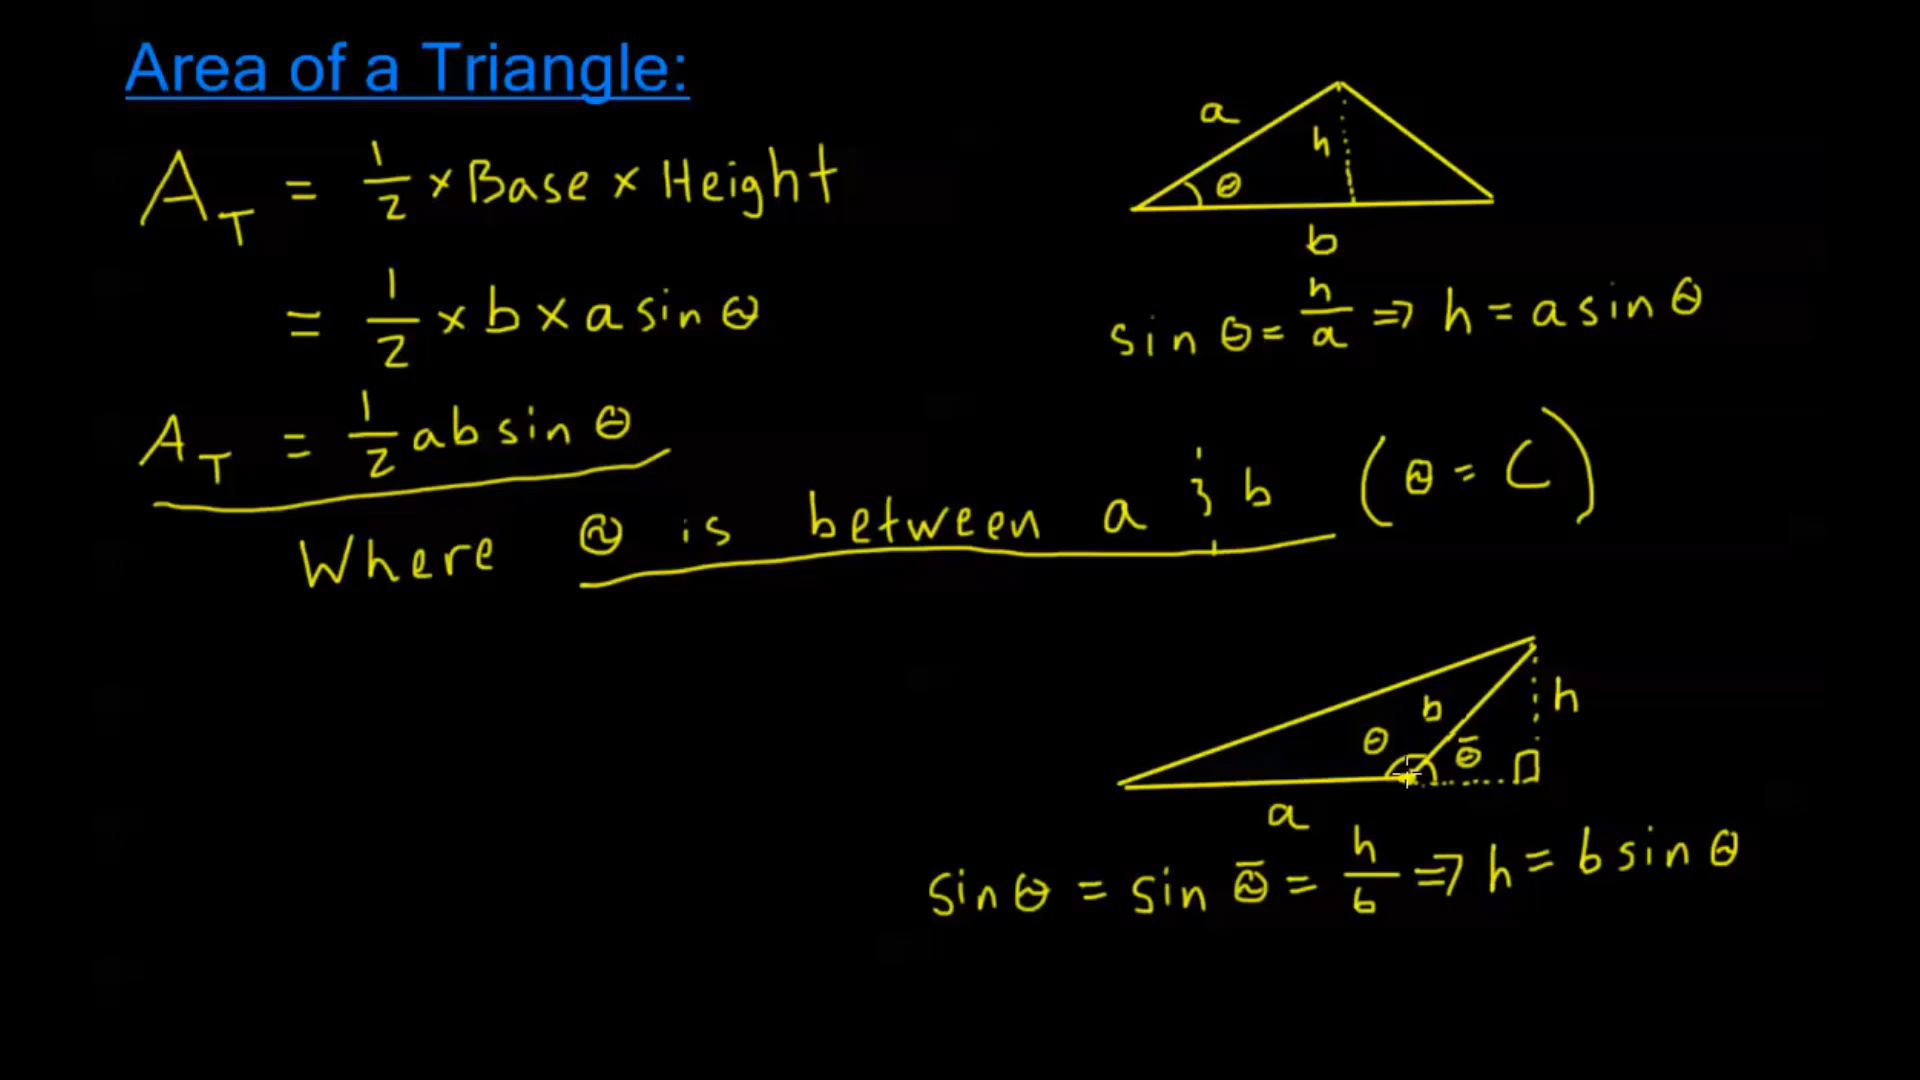 Area of a Triangle:
A_T = 1/2 × Base × Height
= 1/2 × b × a sin θ
A_T = 1/2 a b sin θ
Where θ is between a & b (θ = C)
a
h
θ
b
sin θ = h/a ⇒ h = a sin θ
b
h
θ
θ̄
a
sin θ = sin θ̄ = h/b ⇒ h = b sin θ